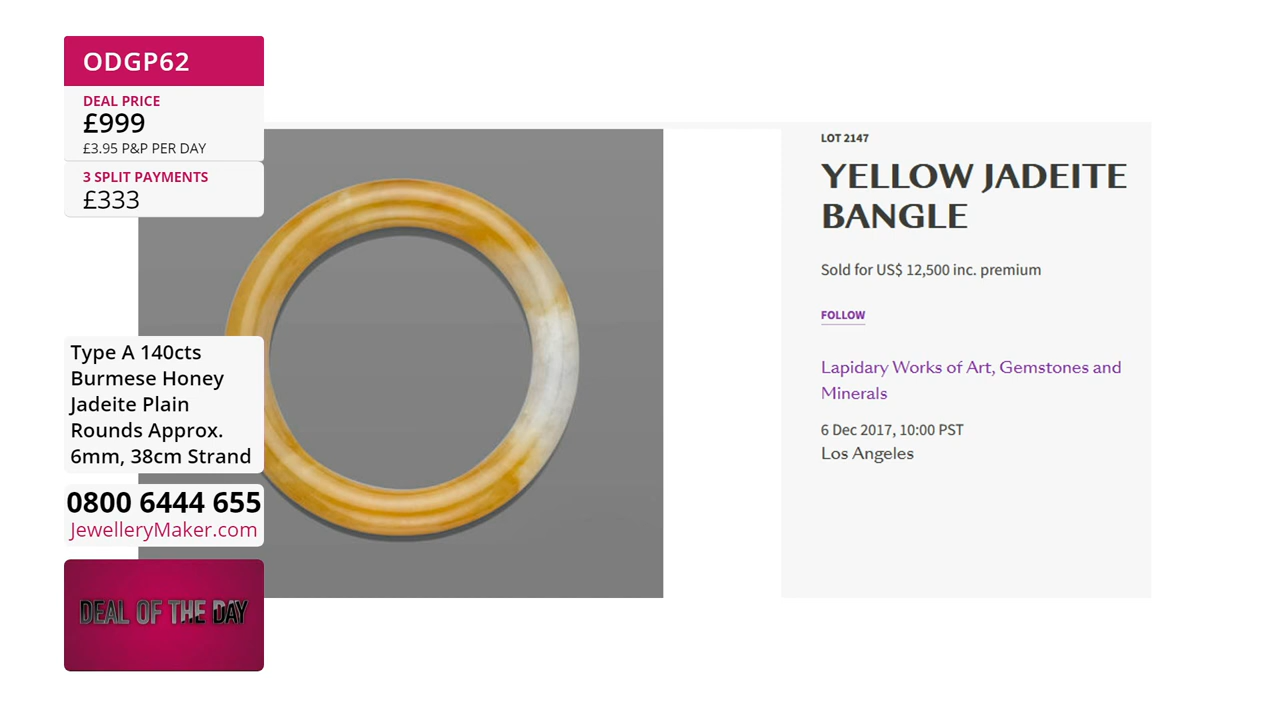 ODGP62
DEAL PRICE
£999
£3.95 P&P PER DAY
3 SPLIT PAYMENTS
£333
Type A 140cts
Burmese Honey
Jadeite Plain
Rounds Approx.
6mm, 38cm Strand
0800 6444 655
JewelleryMaker.com
DEAL OF THE DAY
LOT 2147
YELLOW JADEITE
BANGLE
Sold for US$ 12,500 inc. premium
FOLLOW
Lapidary Works of Art, Gemstones and
Minerals
6 Dec 2017, 10:00 PST
Los Angeles